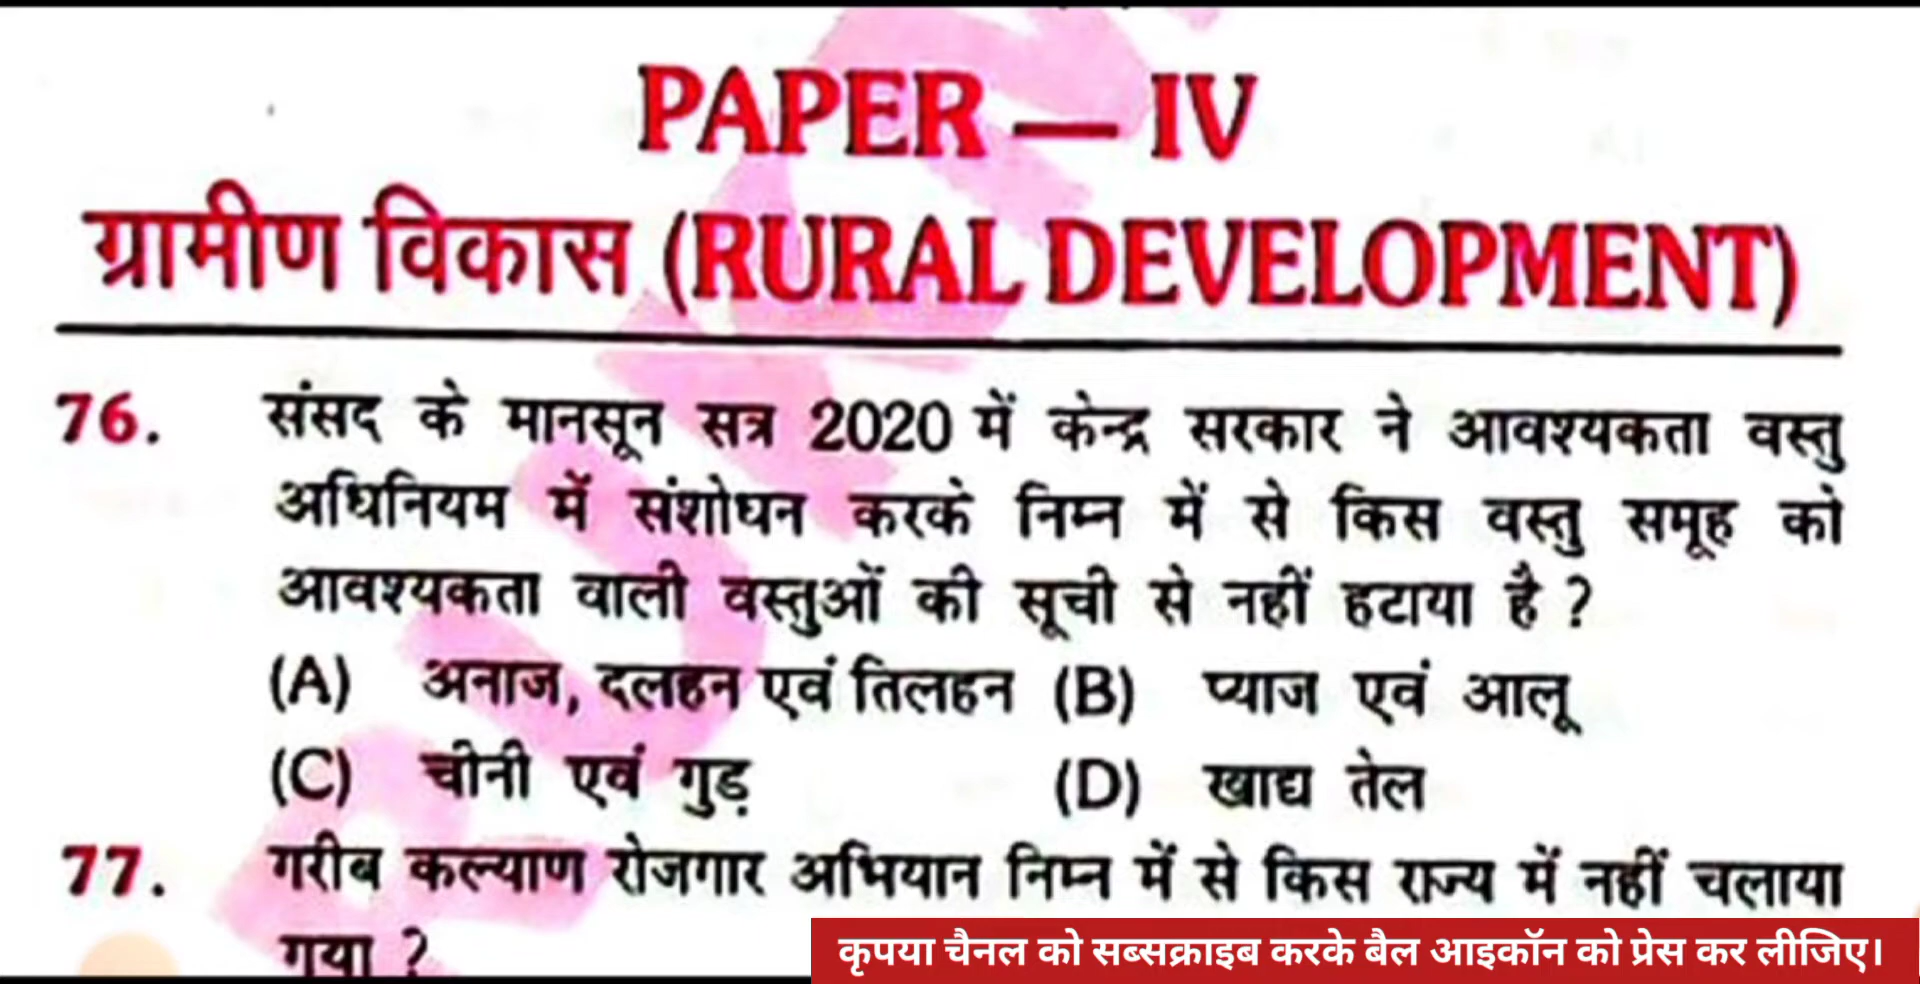 PAPER — IV
ग्रामीण विकास (RURAL DEVELOPMENT)
76. संसद के मानसून सत्र 2020 में केन्द्र सरकार ने आवश्यकता वस्तु
अधिनियम में संशोधन करके निम्न में से किस वस्तु समूह को
आवश्यकता वाली वस्तुओं की सूची से नहीं हटाया है ?
(A) अनाज, दलहन एवं तिलहन (B) प्याज एवं आलू
(C) चीनी एवं गुड़ (D) खाद्य तेल
77. गरीब कल्याण रोजगार अभियान निम्न में से किस राज्य में नहीं चलाया
गया ?
कृपया चैनल को सब्सक्राइब करके बैल आइकॉन को प्रेस कर लीजिए।